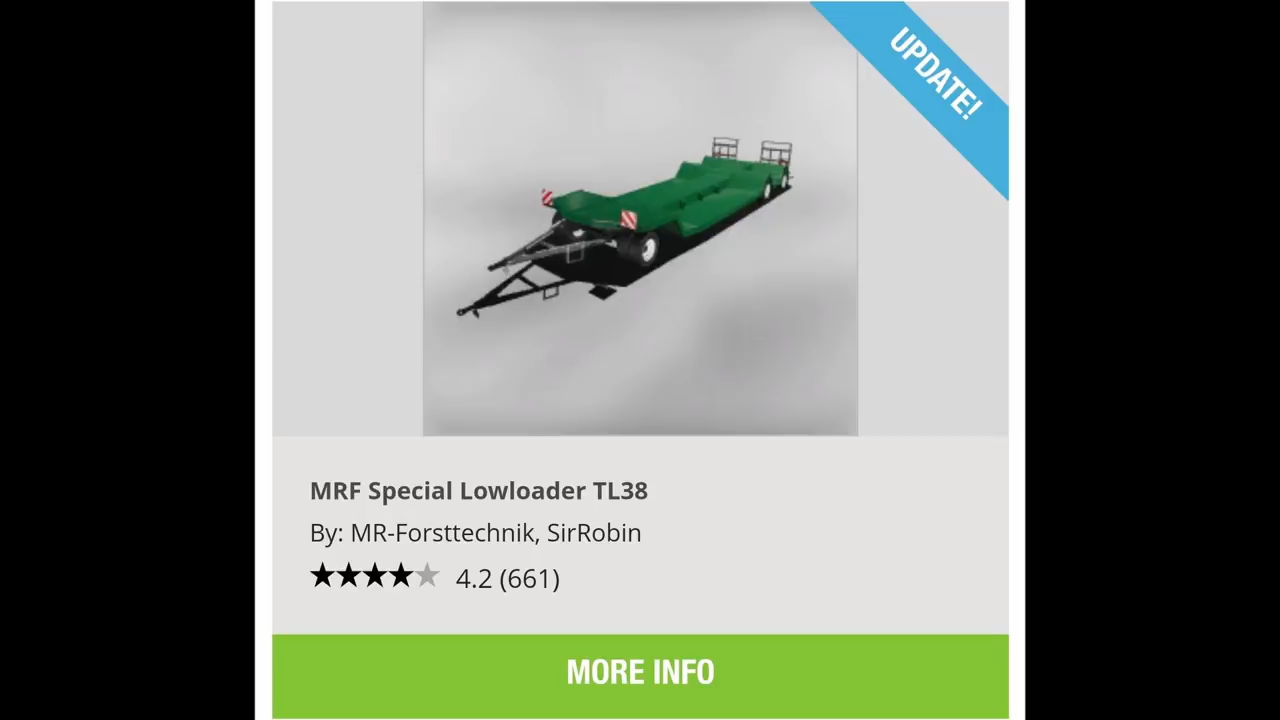 UPDATE!
MRF Special Lowloader TL38
By: MR-Forsttechnik, SirRobin
4.2 (661)
MORE INFO